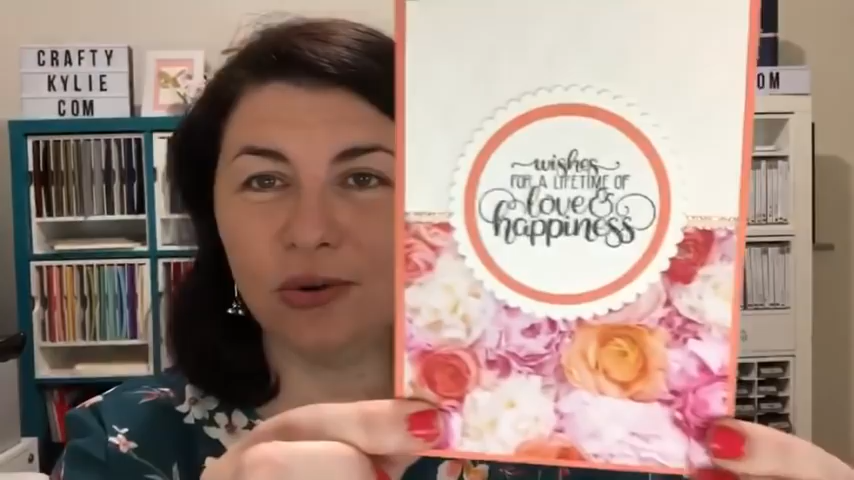 CRAFTY
KYLIE
COM
OM
wishes
FOR A LIFETIME OF
love &
happiness